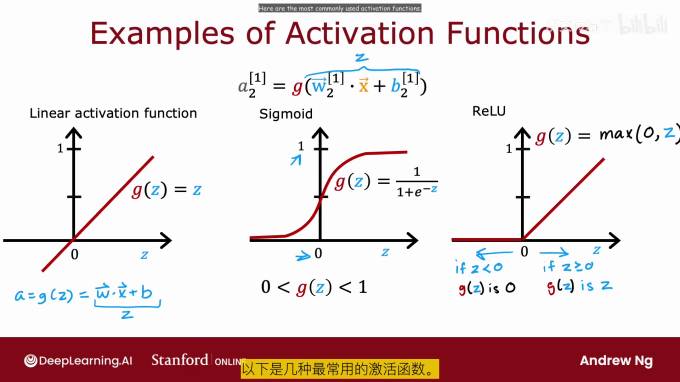 Here are the most commonly used activation functions.
bilibili
Examples of Activation Functions
z
a₂^[1] = g(w⃗₂^[1] · x⃗ + b₂^[1])
Linear activation function
Sigmoid
ReLU
1
g(z) = z
0
z
a = g(z) = w⃗·x⃗ + b
z
1
g(z) = 1/(1+e^-z)
0
z
0 < g(z) < 1
1
g(z) = max(0, z)
0
z
if z<0
g(z) is 0
if z≥0
g(z) is z
DeepLearning.AI
Stanford ONLINE
Andrew Ng
以下是几种最常用的激活函数。